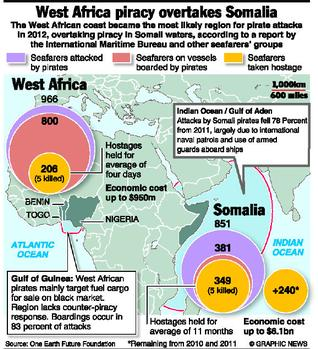 West Africa piracy overtakes Somalia
The West African coast became the most likely region for pirate attacks
in 2012, overtaking piracy in Somali waters, according to a report by
the International Maritime Bureau and other seafarers' groups
Seafarers attacked
by pirates
Seafarers on vessels
boarded by pirates
Seafarers
taken hostage
1,000km
600 miles
West Africa
966
800
206
(5 killed)
Hostages
held for
average of
four days
Economic cost
up to $950m
Indian Ocean / Gulf of Aden
Attacks by Somali pirates fell 78 Percent
from 2011, largely due to international
naval patrols and use of armed
guards aboard ships
BENIN
TOGO
NIGERIA
ATLANTIC
OCEAN
Somalia
851
381
349
(5 killed)
INDIAN
OCEAN
+240*
Gulf of Guinea: West African
pirates mainly target fuel cargo
for sale on black market.
Region lacks counter-piracy
response. Boardings occur in
83 percent of attacks
Hostages held for
average of 11 months
Economic cost
up to $6.1bn
Source: One Earth Future Foundation
*Remaining from 2010 and 2011
© GRAPHIC NEWS